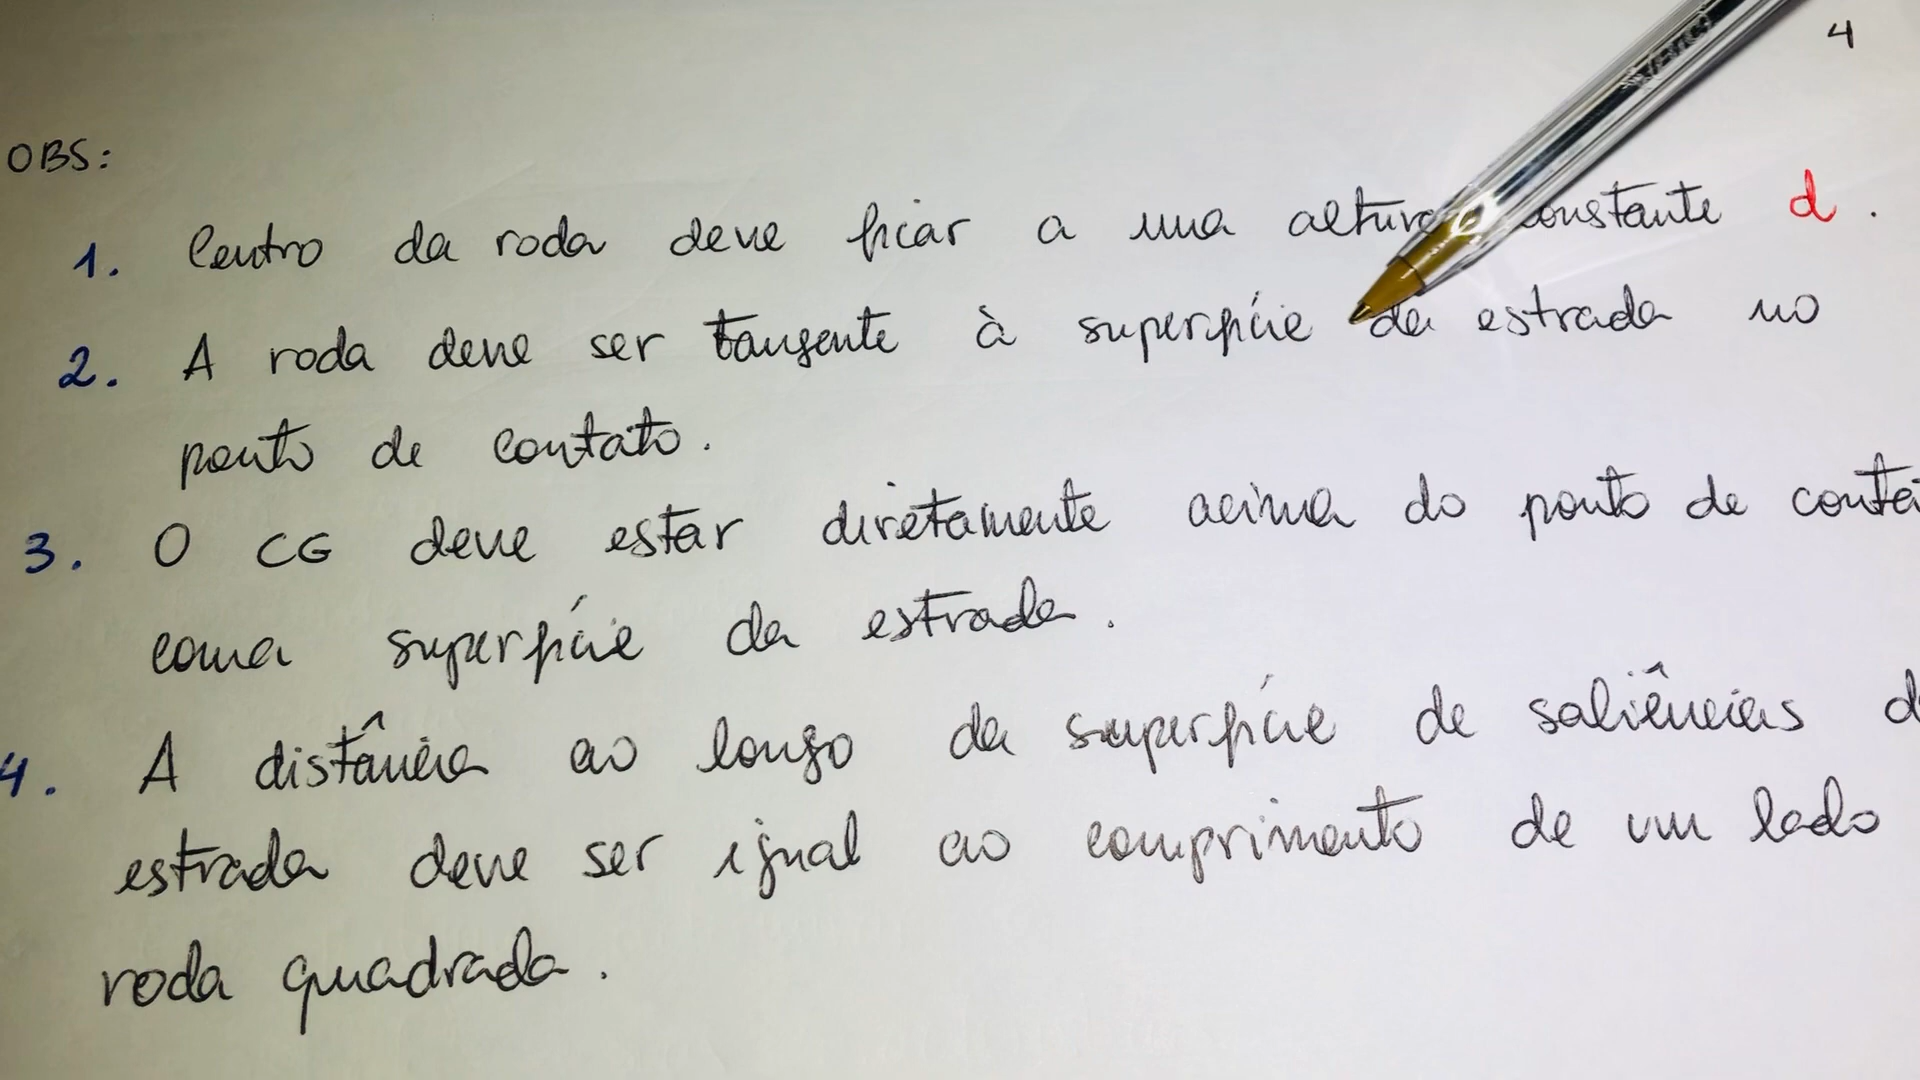 4
OBS:
1. Centro da roda deve ficar a uma altura constante d.
2. A roda deve ser tangente à superfície da estrada no
ponto de contato.
3. O CG deve estar diretamente acima do ponto de
com a superfície da estrada.
4. A distância ao longo da superfície de saliências
estrada deve ser igual ao comprimento de um lado
roda quadrada.